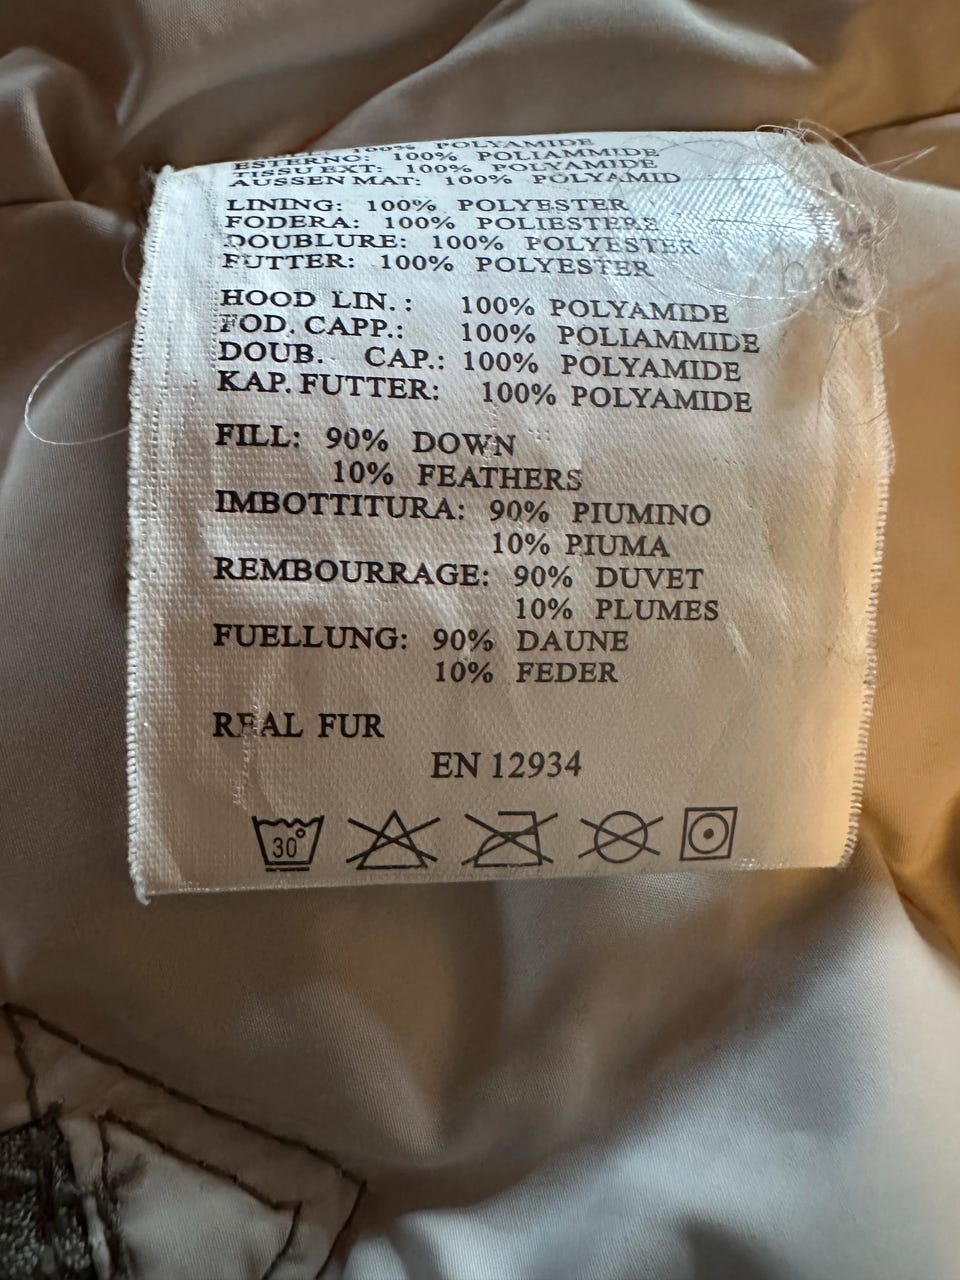 100% POLYAMIDE
ESTERNO: 100% POLIAMMIDE
TISSU EXT: 100% POLYAMIDE
AUSSEN MAT: 100% POLYAMID
LINING: 100% POLYESTER
FODERA: 100% POLIESTERE
DOUBLURE: 100% POLYESTER
FUTTER: 100% POLYESTER
HOOD LIN. : 100% POLYAMIDE
FOD. CAPP.: 100% POLIAMMIDE
DOUB. CAP.: 100% POLYAMIDE
KAP. FUTTER: 100% POLYAMIDE
FILL: 90% DOWN
10% FEATHERS
IMBOTTITURA: 90% PIUMINO
10% PIUMA
REMBOURRAGE: 90% DUVET
10% PLUMES
FUELLUNG: 90% DAUNE
10% FEDER
REAL FUR
EN 12934
30°